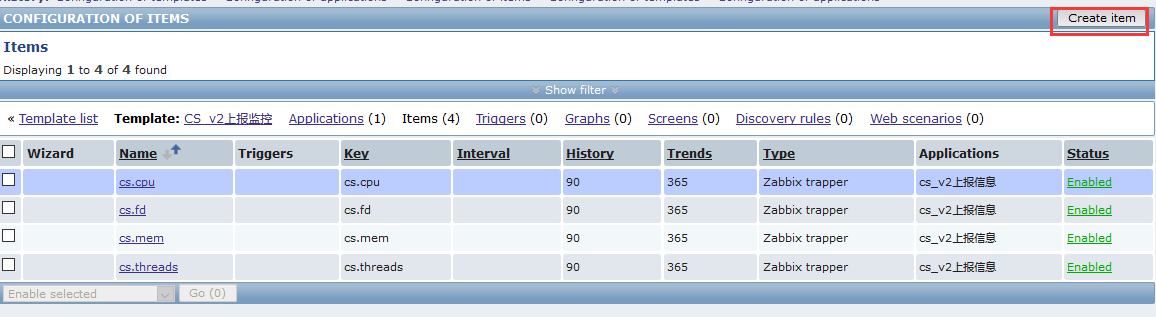 CONFIGURATION OF ITEMS Create item
Items
Displaying 1 to 4 of 4 found
Show filter
« Template list Template: CS_v2上报监控 Applications (1) Items (4) Triggers (0) Graphs (0) Screens (0) Discovery rules (0) Web scenarios (0)
Wizard Name Triggers Key Interval History Trends Type Applications Status
cs.cpu cs.cpu 90 365 Zabbix trapper cs_v2上报信息 Enabled
cs.fd cs.fd 90 365 Zabbix trapper cs_v2上报信息 Enabled
cs.mem cs.mem 90 365 Zabbix trapper cs_v2上报信息 Enabled
cs.threads cs.threads 90 365 Zabbix trapper cs_v2上报信息 Enabled
Enable selected Go (0)